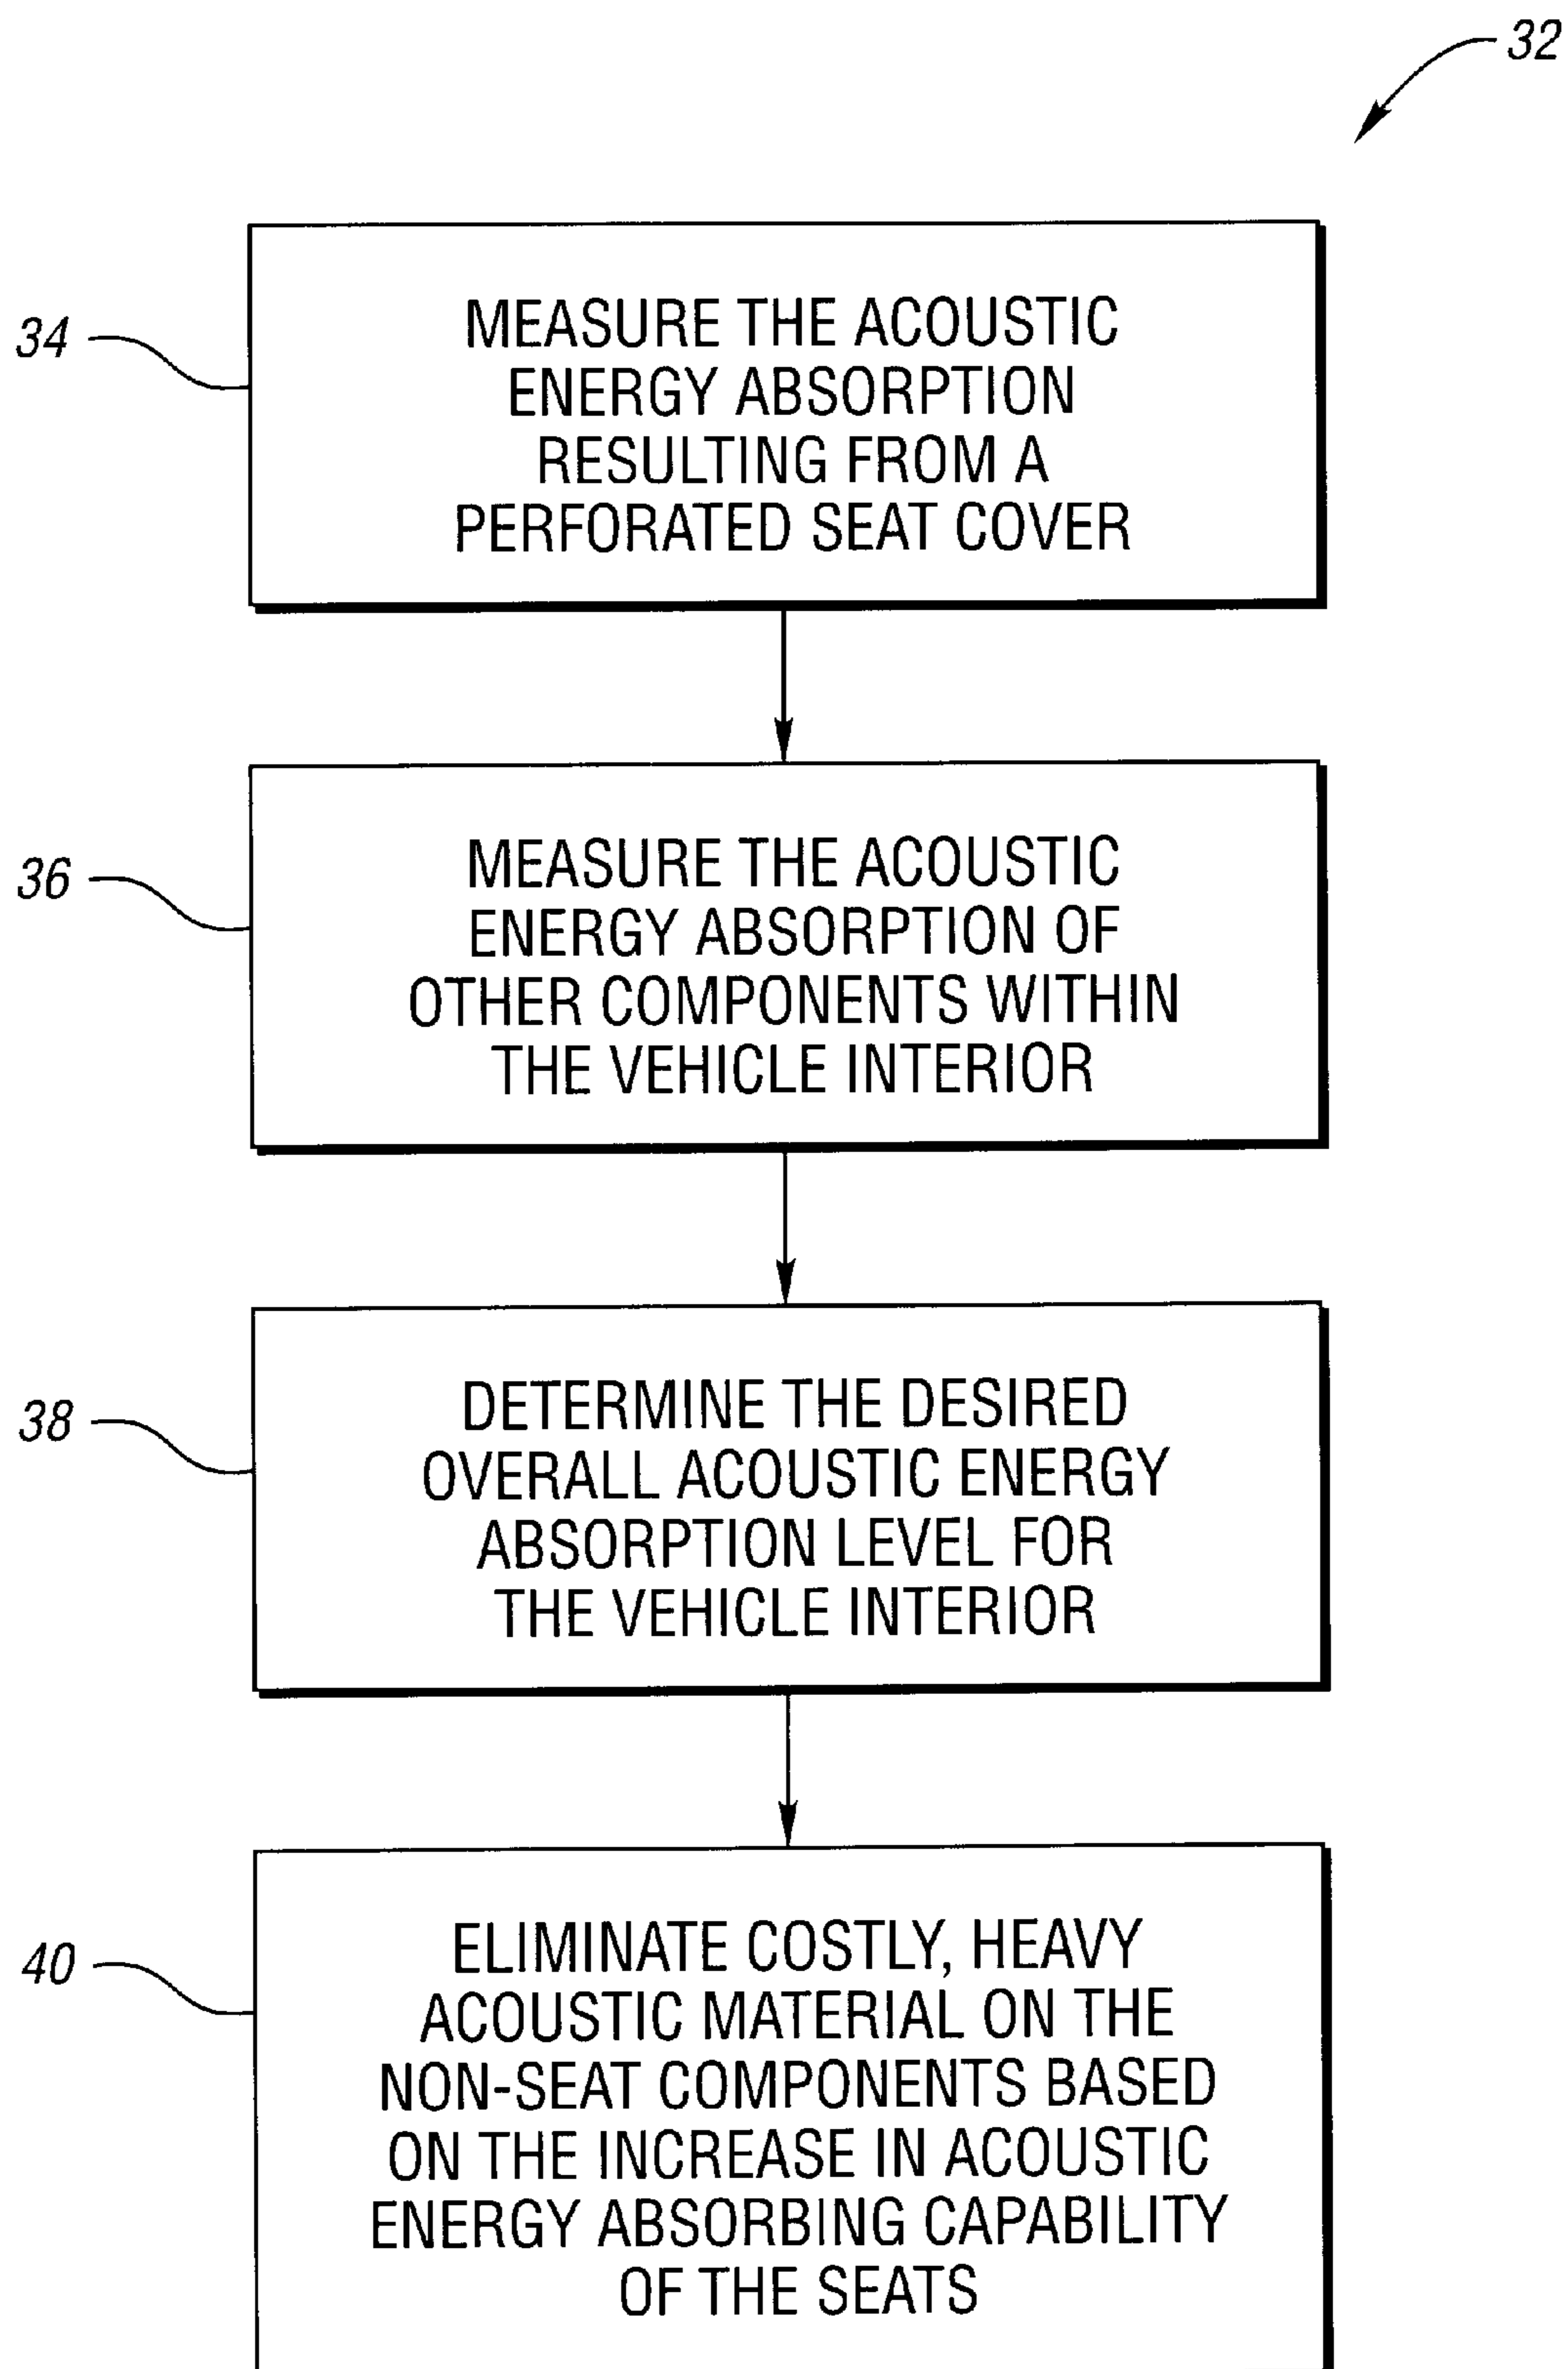 32
34
MEASURE THE ACOUSTIC
ENERGY ABSORPTION
RESULTING FROM A
PERFORATED SEAT COVER
36
MEASURE THE ACOUSTIC
ENERGY ABSORPTION OF
OTHER COMPONENTS WITHIN
THE VEHICLE INTERIOR
38
DETERMINE THE DESIRED
OVERALL ACOUSTIC ENERGY
ABSORPTION LEVEL FOR
THE VEHICLE INTERIOR
40
ELIMINATE COSTLY, HEAVY
ACOUSTIC MATERIAL ON THE
NON-SEAT COMPONENTS BASED
ON THE INCREASE IN ACOUSTIC
ENERGY ABSORBING CAPABILITY
OF THE SEATS